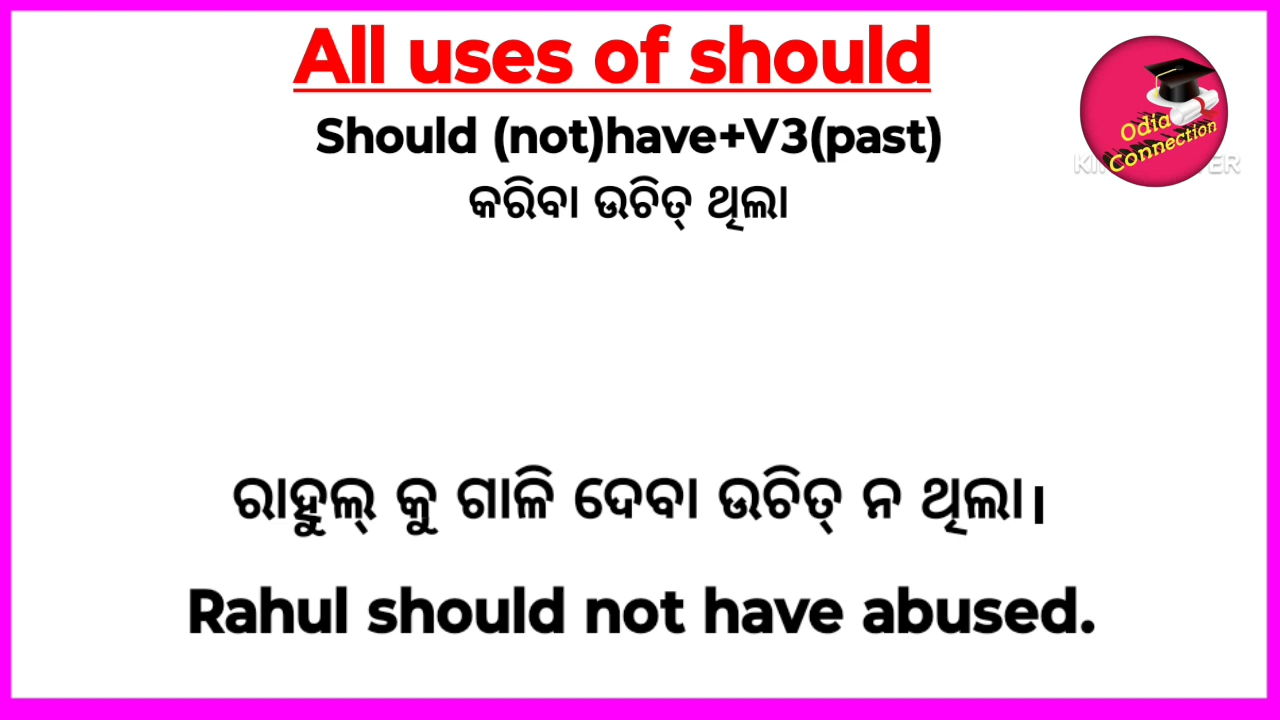 All uses of should
Should (not)have+V3(past)
କରିବା ଉଚିତ୍ ଥିଲା
Odia
Connection
ରାହୁଲ୍ କୁ ଗାଳି ଦେବା ଉଚିତ୍ ନ ଥିଲା।
Rahul should not have abused.